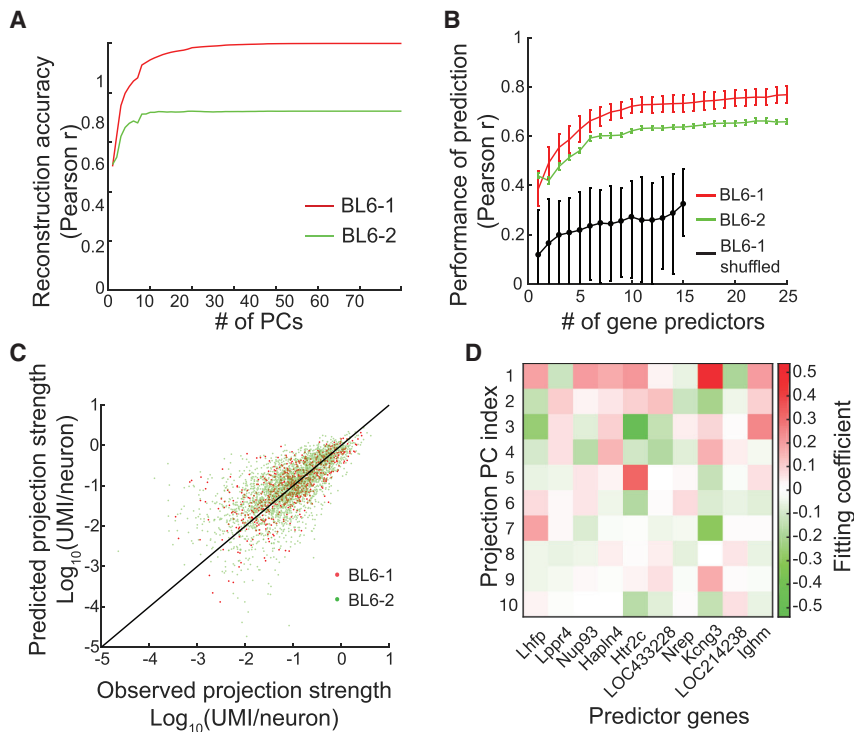 A
Reconstruction accuracy
(Pearson r)
1
0.8
0.6
0.4
0.2
0
BL6-1
BL6-2
0
10
20
30
40
50
60
70
# of PCs
B
Performance of prediction
(Pearson r)
0.8
0.6
0.4
0.2
0
BL6-1
BL6-2
BL6-1
shuffled
0
5
10
15
20
25
# of gene predictors
C
Predicted projection strength
Log10(UMI/neuron)
1
0
-1
-2
-3
-4
-5
BL6-1
BL6-2
-5
-4
-3
-2
-1
0
1
Observed projection strength
Log10(UMI/neuron)
D
Projection PC index
1
2
3
4
5
6
7
8
9
10
Lhfp
Lppr4
Nup93
Hapln4
Htr2c
LOC433228
Nrep
Kcng3
LOC214238
Ighm
Predictor genes
0.5
0.4
0.3
0.2
0.1
0
-0.1
-0.2
-0.3
-0.4
-0.5
Fitting coefficient